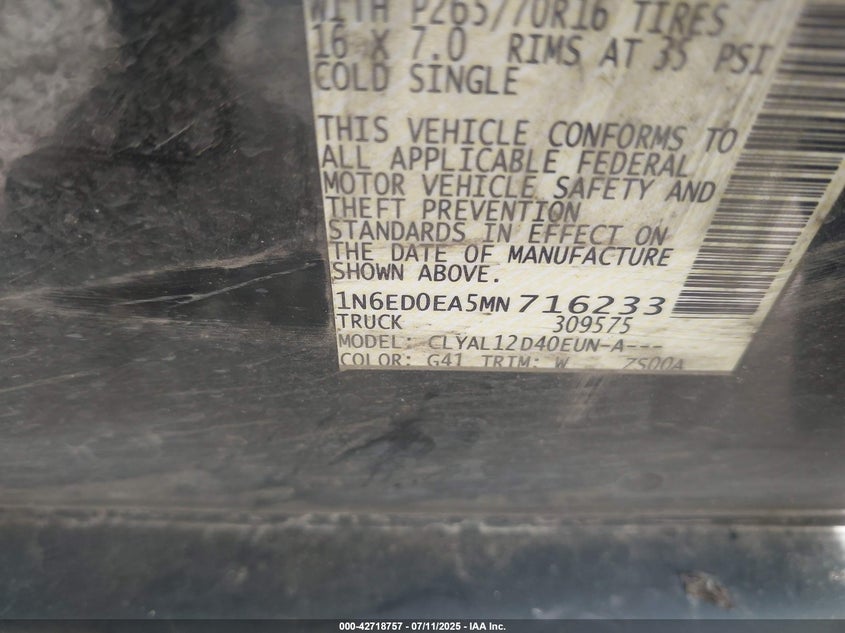 WITH P265/70R16 TIRES
16 X 7.0 RIMS AT 35 PSI
COLD SINGLE
THIS VEHICLE CONFORMS TO
ALL APPLICABLE FEDERAL
MOTOR VEHICLE SAFETY AND
THEFT PREVENTION
STANDARDS IN EFFECT ON
THE DATE OF MANUFACTURE
SHOWN ABOVE.
1N6ED0EA5MN716233
TRUCK 309575
MODEL: CLYAL12D40EUN-A---
COLOR: G41 TRIM: W ZS00A
000-42718757 - 07/11/2025 - IAA Inc.